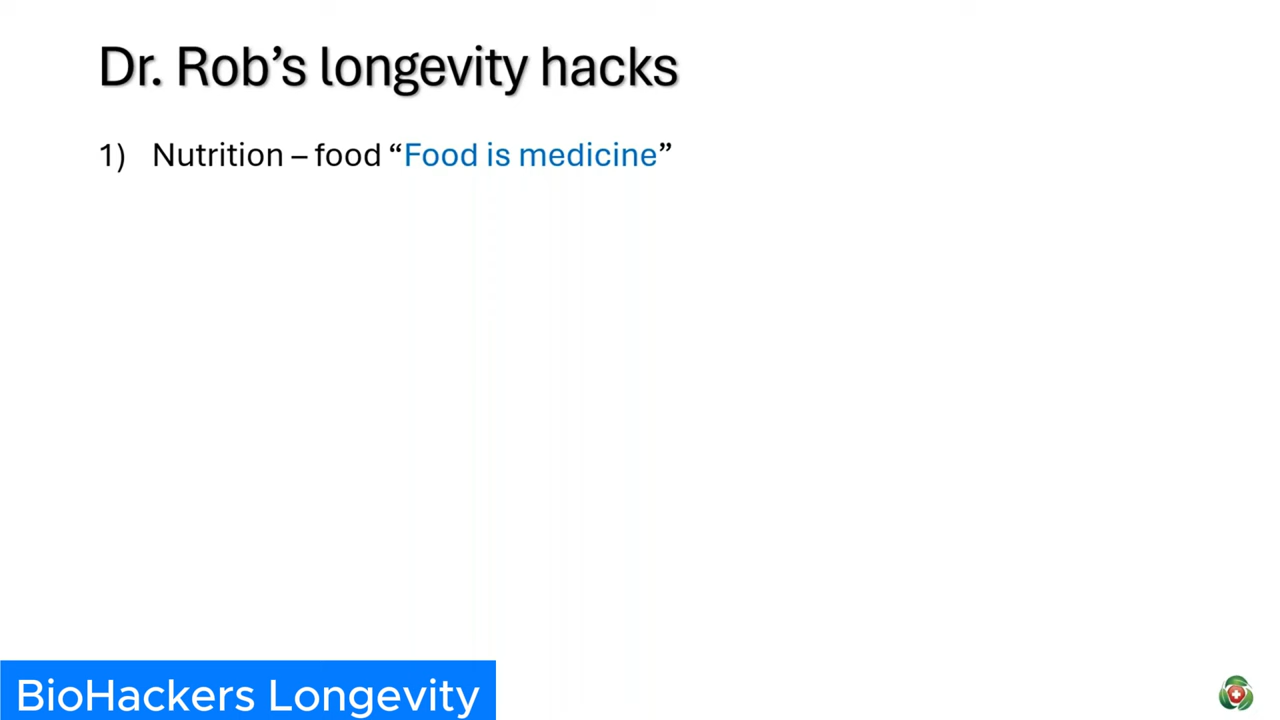 Dr. Rob’s longevity hacks
1) Nutrition – food “Food is medicine”
BioHackers Longevity